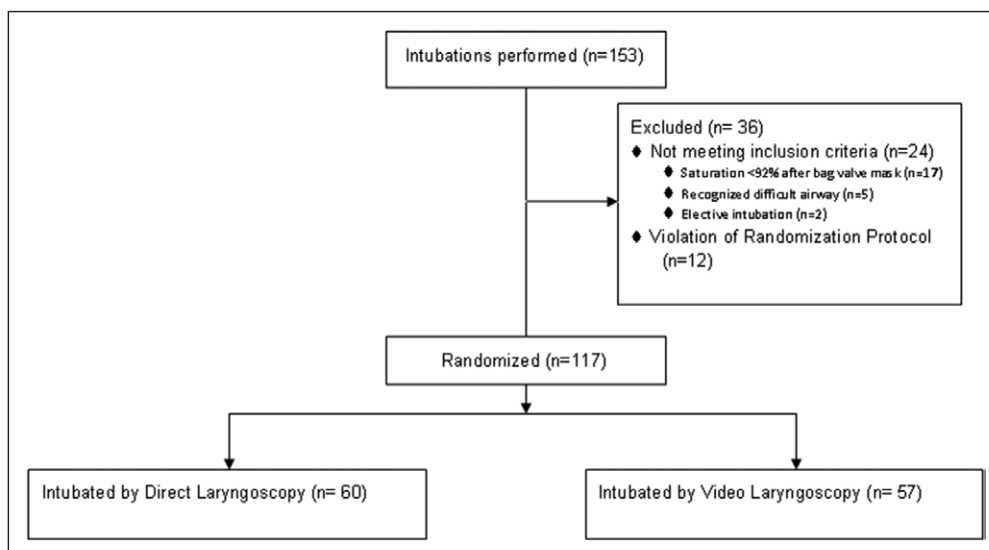 Intubations performed (n=153)
Excluded (n= 36)
♦ Not meeting inclusion criteria (n=24)
♦ Saturation <92% after bag valve mask (n=17)
♦ Recognized difficult airway (n=5)
♦ Elective intubation (n=2)
♦ Violation of Randomization Protocol
(n=12)
Randomized (n=117)
Intubated by Direct Laryngoscopy (n= 60)
Intubated by Video Laryngoscopy (n= 57)